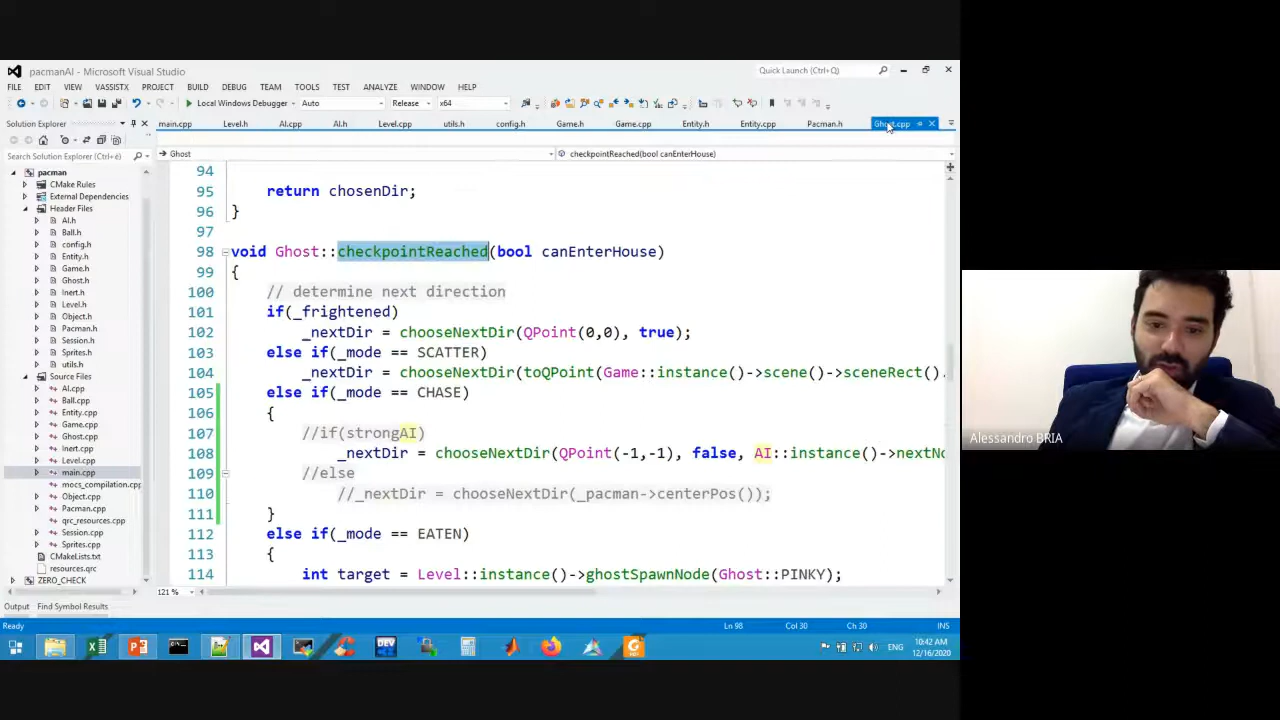 pacmanAI - Microsoft Visual Studio
Quick Launch (Ctrl+Q)
FILE EDIT VIEW VASSISTX PROJECT BUILD DEBUG TEAM TOOLS TEST ANALYZE WINDOW HELP
Local Windows Debugger Auto Release x64
Solution Explorer
main.cpp Level.h AI.cpp AI.h Level.cpp utils.h config.h Game.h Game.cpp Entity.h Entity.cpp Pacman.h Ghost.cpp
Search Solution Explorer (Ctrl+è)
Ghost
checkpointReached(bool canEnterHouse)
pacman
CMake Rules
External Dependencies
Header Files
AI.h
Ball.h
config.h
Entity.h
Game.h
Ghost.h
Inert.h
Level.h
Object.h
Pacman.h
Session.h
Sprites.h
utils.h
Source Files
AI.cpp
Ball.cpp
Entity.cpp
Game.cpp
Ghost.cpp
Inert.cpp
Level.cpp
main.cpp
mocs_compilation.cpp
Object.cpp
Pacman.cpp
qrc_resources.cpp
Session.cpp
Sprites.cpp
CMakeLists.txt
resources.qrc
ZERO_CHECK
94
95 return chosenDir;
96 }
97
98 void Ghost::checkpointReached(bool canEnterHouse)
99 {
100 // determine next direction
101 if(_frightened)
102 _nextDir = chooseNextDir(QPoint(0,0), true);
103 else if(_mode == SCATTER)
104 _nextDir = chooseNextDir(toQPoint(Game::instance()->scene()->sceneRect().
105 else if(_mode == CHASE)
106 {
107 //if(strongAI)
108 _nextDir = chooseNextDir(QPoint(-1,-1), false, AI::instance()->nextNo
109 //else
110 //_nextDir = chooseNextDir(_pacman->centerPos());
111 }
112 else if(_mode == EATEN)
113 {
114 int target = Level::instance()->ghostSpawnNode(Ghost::PINKY);
121 %
Output Find Symbol Results
Ready Ln 98 Col 30 Ch 30 INS
ENG
10:42 AM
12/16/2020
Alessandro BRIA